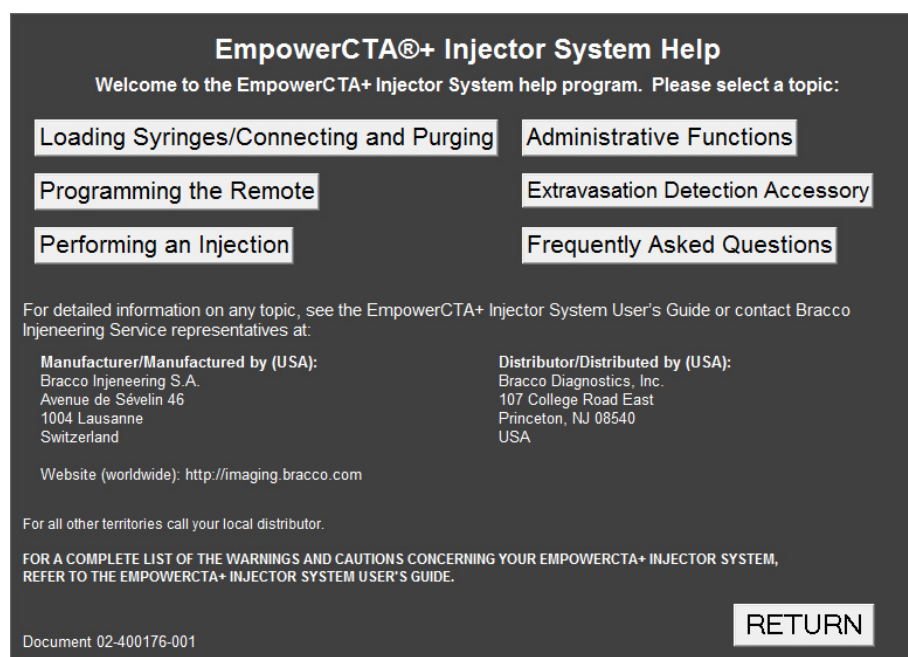 EmpowerCTA®+ Injector System Help
Welcome to the EmpowerCTA+ Injector System help program. Please select a topic:
Loading Syringes/Connecting and Purging
Administrative Functions
Programming the Remote
Extravasation Detection Accessory
Performing an Injection
Frequently Asked Questions
For detailed information on any topic, see the EmpowerCTA+ Injector System User's Guide or contact Bracco
Injeneering Service representatives at:
Manufacturer/Manufactured by (USA):
Bracco Injeneering S.A.
Avenue de Sévelin 46
1004 Lausanne
Switzerland
Distributor/Distributed by (USA):
Bracco Diagnostics, Inc.
107 College Road East
Princeton, NJ 08540
USA
Website (worldwide): http://imaging.bracco.com
For all other territories call your local distributor.
FOR A COMPLETE LIST OF THE WARNINGS AND CAUTIONS CONCERNING YOUR EMPOWERCTA+ INJECTOR SYSTEM,
REFER TO THE EMPOWERCTA+ INJECTOR SYSTEM USER'S GUIDE.
RETURN
Document 02-400176-001